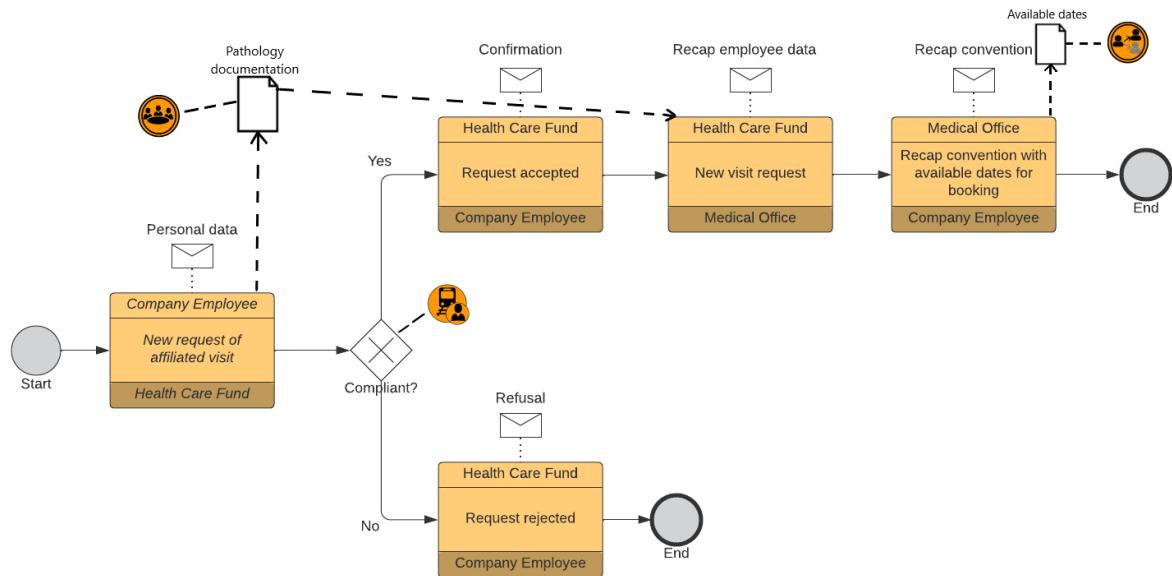 Available dates
Pathology
documentation
Confirmation
Recap employee data
Recap convention
Health Care Fund
Request accepted
Company Employee
Health Care Fund
New visit request
Medical Office
Medical Office
Recap convention with
available dates for
booking
Company Employee
End
Yes
Personal data
Company Employee
New request of
affiliated visit
Health Care Fund
Start
Compliant?
No
Refusal
Health Care Fund
Request rejected
Company Employee
End